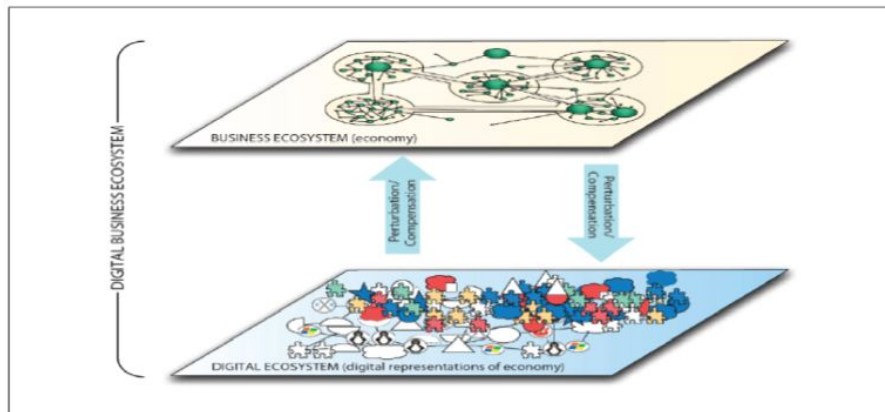 DIGITAL BUSINESS ECOSYSTEM
BUSINESS ECOSYSTEM (economy)
Perturbation/
Compensation
Perturbation/
Compensation
DIGITAL ECOSYSTEM (digital representations of economy)